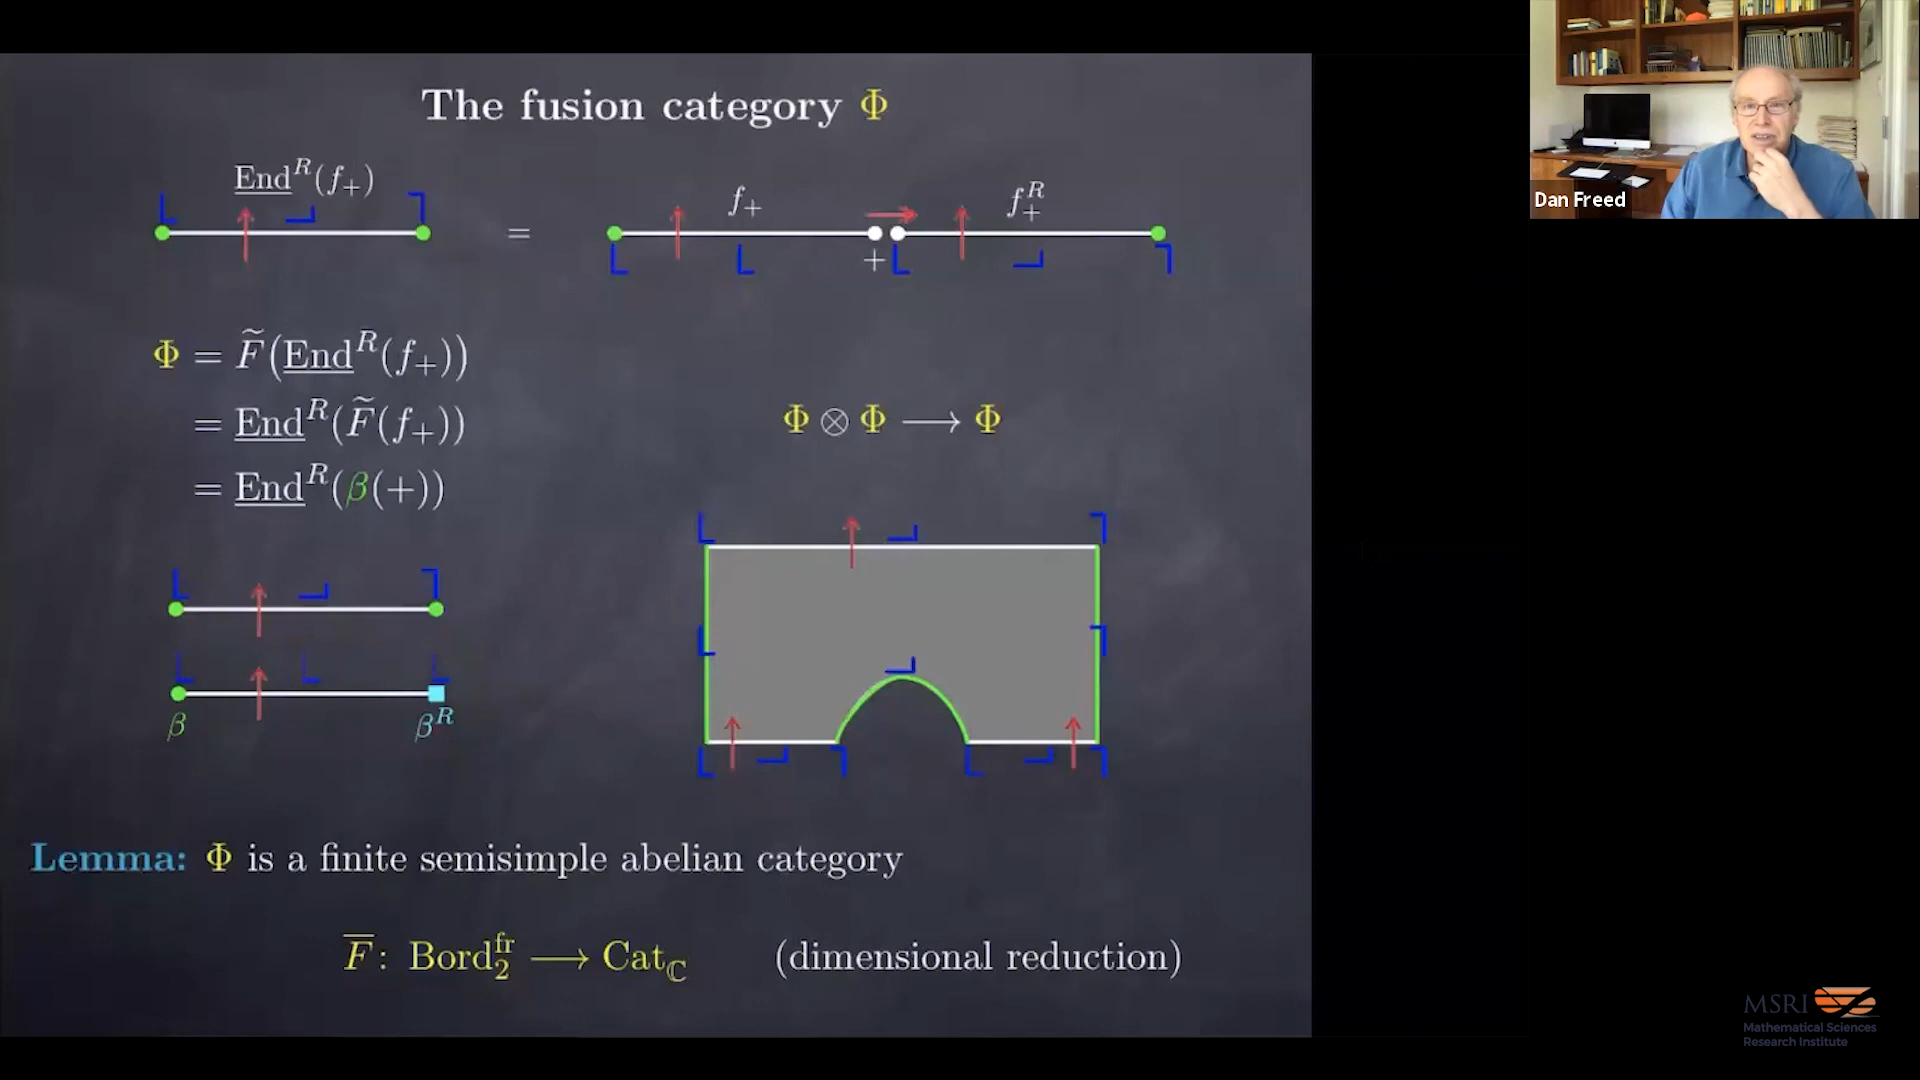 The fusion category Φ
End^R(f_+)
=
f_+
f_+^R
+
Φ = F̃(End^R(f_+))
= End^R(F̃(f_+))
= End^R(β(+))
Φ ⊗ Φ ⟶ Φ
β
β^R
Lemma: Φ is a finite semisimple abelian category
F̅ : Bord_2^fr ⟶ Cat_ℂ (dimensional reduction)
Dan Freed
MSRI
Mathematical Sciences
Research Institute